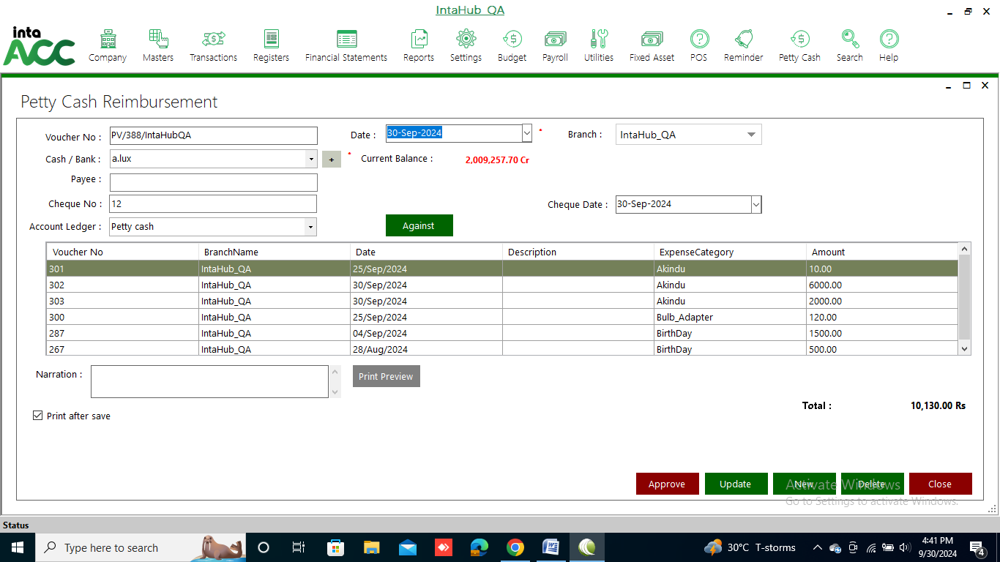 IntaHub_QA
inta
ACC
Company Masters Transactions Registers Financial Statements Reports Settings Budget Payroll Utilities Fixed Asset POS Reminder Petty Cash Search Help
Petty Cash Reimbursement
Voucher No : PV/388/IntaHubQA Date : 30-Sep-2024 * Branch : IntaHub_QA
Cash / Bank : a.lux + * Current Balance : 2,009,257.70 Cr
Payee :
Cheque No : 12 Cheque Date : 30-Sep-2024
Account Ledger : Petty cash Against
Voucher No BranchName Date Description ExpenseCategory Amount
301 IntaHub_QA 25/Sep/2024 Akindu 10.00
302 IntaHub_QA 30/Sep/2024 Akindu 6000.00
303 IntaHub_QA 30/Sep/2024 Akindu 2000.00
300 IntaHub_QA 25/Sep/2024 Bulb_Adapter 120.00
287 IntaHub_QA 04/Sep/2024 BirthDay 1500.00
267 IntaHub_QA 28/Aug/2024 BirthDay 500.00
Narration : Print Preview
Total : 10,130.00 Rs
Print after save
Approve Update New Delete Close
Activate Windows
Go to Settings to activate Windows.
Status
Type here to search 30°C T-storms 4:41 PM
9/30/2024
4